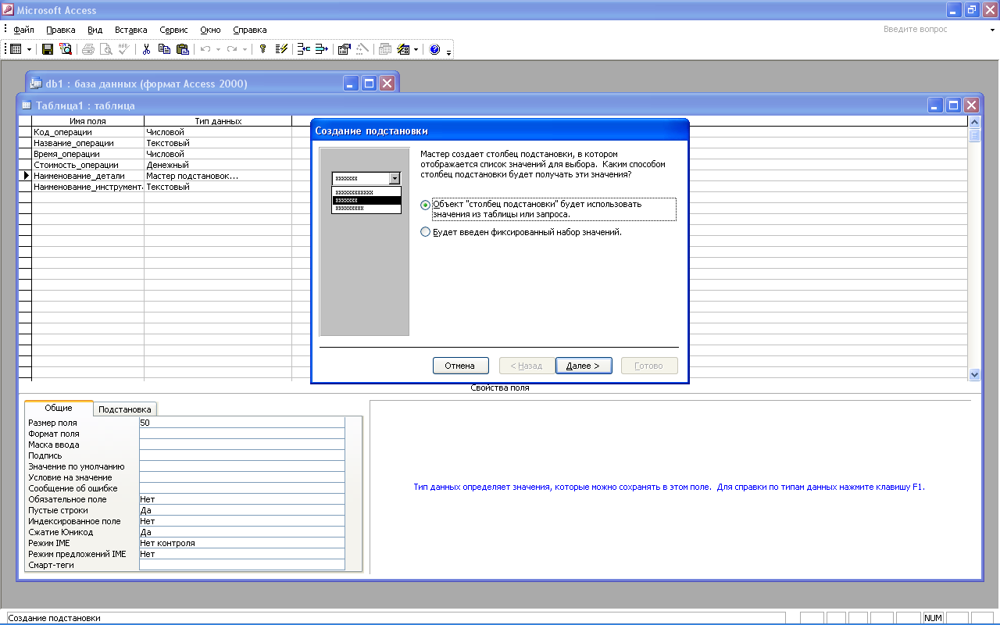 Microsoft Access
Файл Правка Вид Вставка Сервис Окно Справка
Введите вопрос
db1 : база данных (формат Access 2000)
Таблица1 : таблица
Имя поля Тип данных
Код_операции Числовой
Название_операции Текстовый
Время_операции Числовой
Стоимость_операции Денежный
Наименование_детали Мастер подстановок...
Наименование_инструмент. Текстовый
Создание подстановки
xxxxxxx
xxxxxxxxxxxx
xxxxxxx
xxxxxxxxx
Мастер создает столбец подстановки, в котором
отображается список значений для выбора. Каким способом
столбец подстановки будет получать эти значения?
Объект "столбец подстановки" будет использовать
значения из таблицы или запроса.
Будет введен фиксированный набор значений.
Отмена < Назад Далее > Готово
Свойства поля
Общие Подстановка
Размер поля 50
Формат поля
Маска ввода
Подпись
Значение по умолчанию
Условие на значение
Сообщение об ошибке
Обязательное поле Нет
Пустые строки Да
Индексированное поле Нет
Сжатие Юникод Да
Режим IME Нет контроля
Режим предложений IME Нет
Смарт-теги
Тип данных определяет значения, которые можно сохранять в этом поле. Для справки по типам данных нажмите клавишу F1.
Создание подстановки NUM